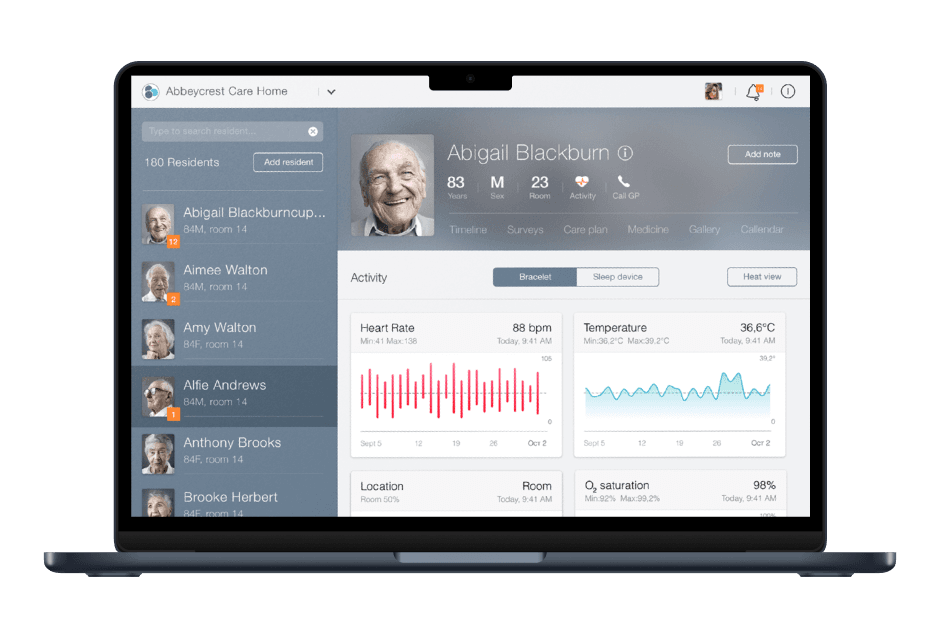 Abbeycrest Care Home
Type to search resident...
180 Residents
Add resident
Abigail Blackburncup...
84M, room 14
12
Aimee Walton
84M, room 14
2
Amy Walton
84F, room 14
Alfie Andrews
84M, room 14
1
Anthony Brooks
84F, room 14
Brooke Herbert
84F, room 14
Abigail Blackburn
Add note
83 M 23
Years Sex Room Activity Call GP
Timeline Surveys Care plan Medicine Gallery Callendar
Activity
Bracelet Sleep device
Heat view
Heart Rate 88 bpm
Min:41 Max:138 Today, 9:41 AM
105
0
Sept 5 12 19 26 Oct 2
Temperature 36,6°C
Min:36,2°C Max:39,2°C Today, 9:41 AM
39,2°
0
Sept 5 12 19 26 Oct 2
Location Room
Room 50% Today, 9:41 AM
O2 saturation 98%
Min:92% Max:99.2% Today, 9:41 AM
100%